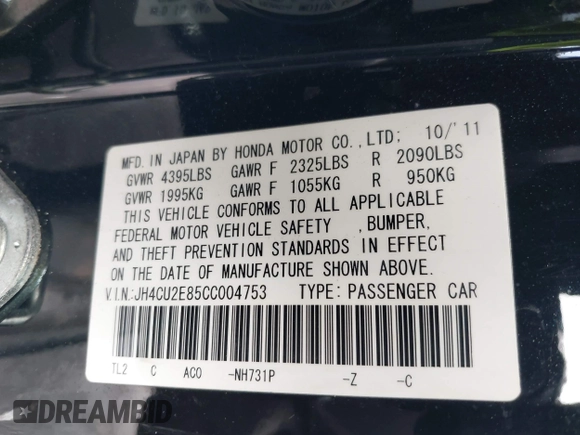 MFD. IN JAPAN BY HONDA MOTOR CO., LTD; 10/'11
GVWR 4395LBS GAWR F 2325LBS R 2090LBS
GVWR 1995KG GAWR F 1055KG R 950KG
THIS VEHICLE CONFORMS TO ALL APPLICABLE
FEDERAL MOTOR VEHICLE SAFETY , BUMPER,
AND THEFT PREVENTION STANDARDS IN EFFECT
ON THE DATE OF MANUFACTURE SHOWN ABOVE.
V.I.N.:JH4CU2E85CC004753 TYPE: PASSENGER CAR
TL2 C AC0 -NH731P -Z -C
DREAMBID